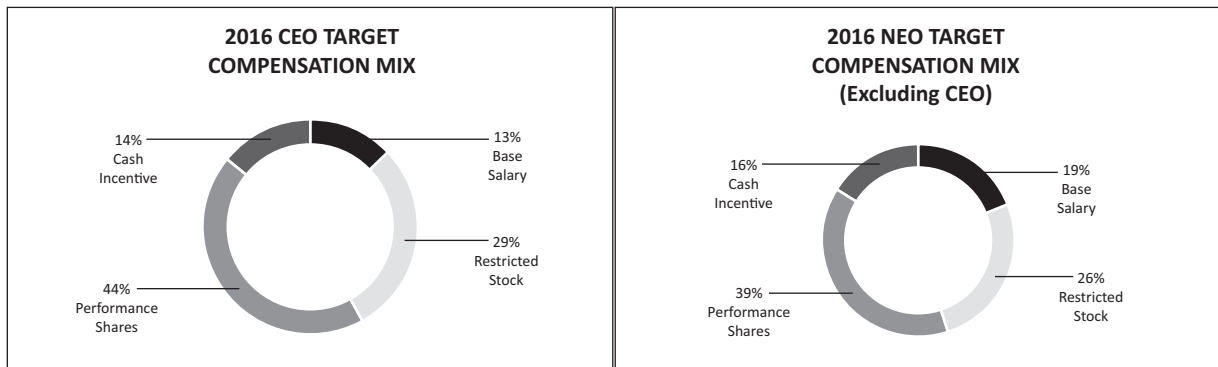 2016 CEO TARGET
COMPENSATION MIX
14%
Cash
Incentive
13%
Base
Salary
29%
Restricted
Stock
44%
Performance
Shares
2016 NEO TARGET
COMPENSATION MIX
(Excluding CEO)
16%
Cash
Incentive
19%
Base
Salary
26%
Restricted
Stock
39%
Performance
Shares